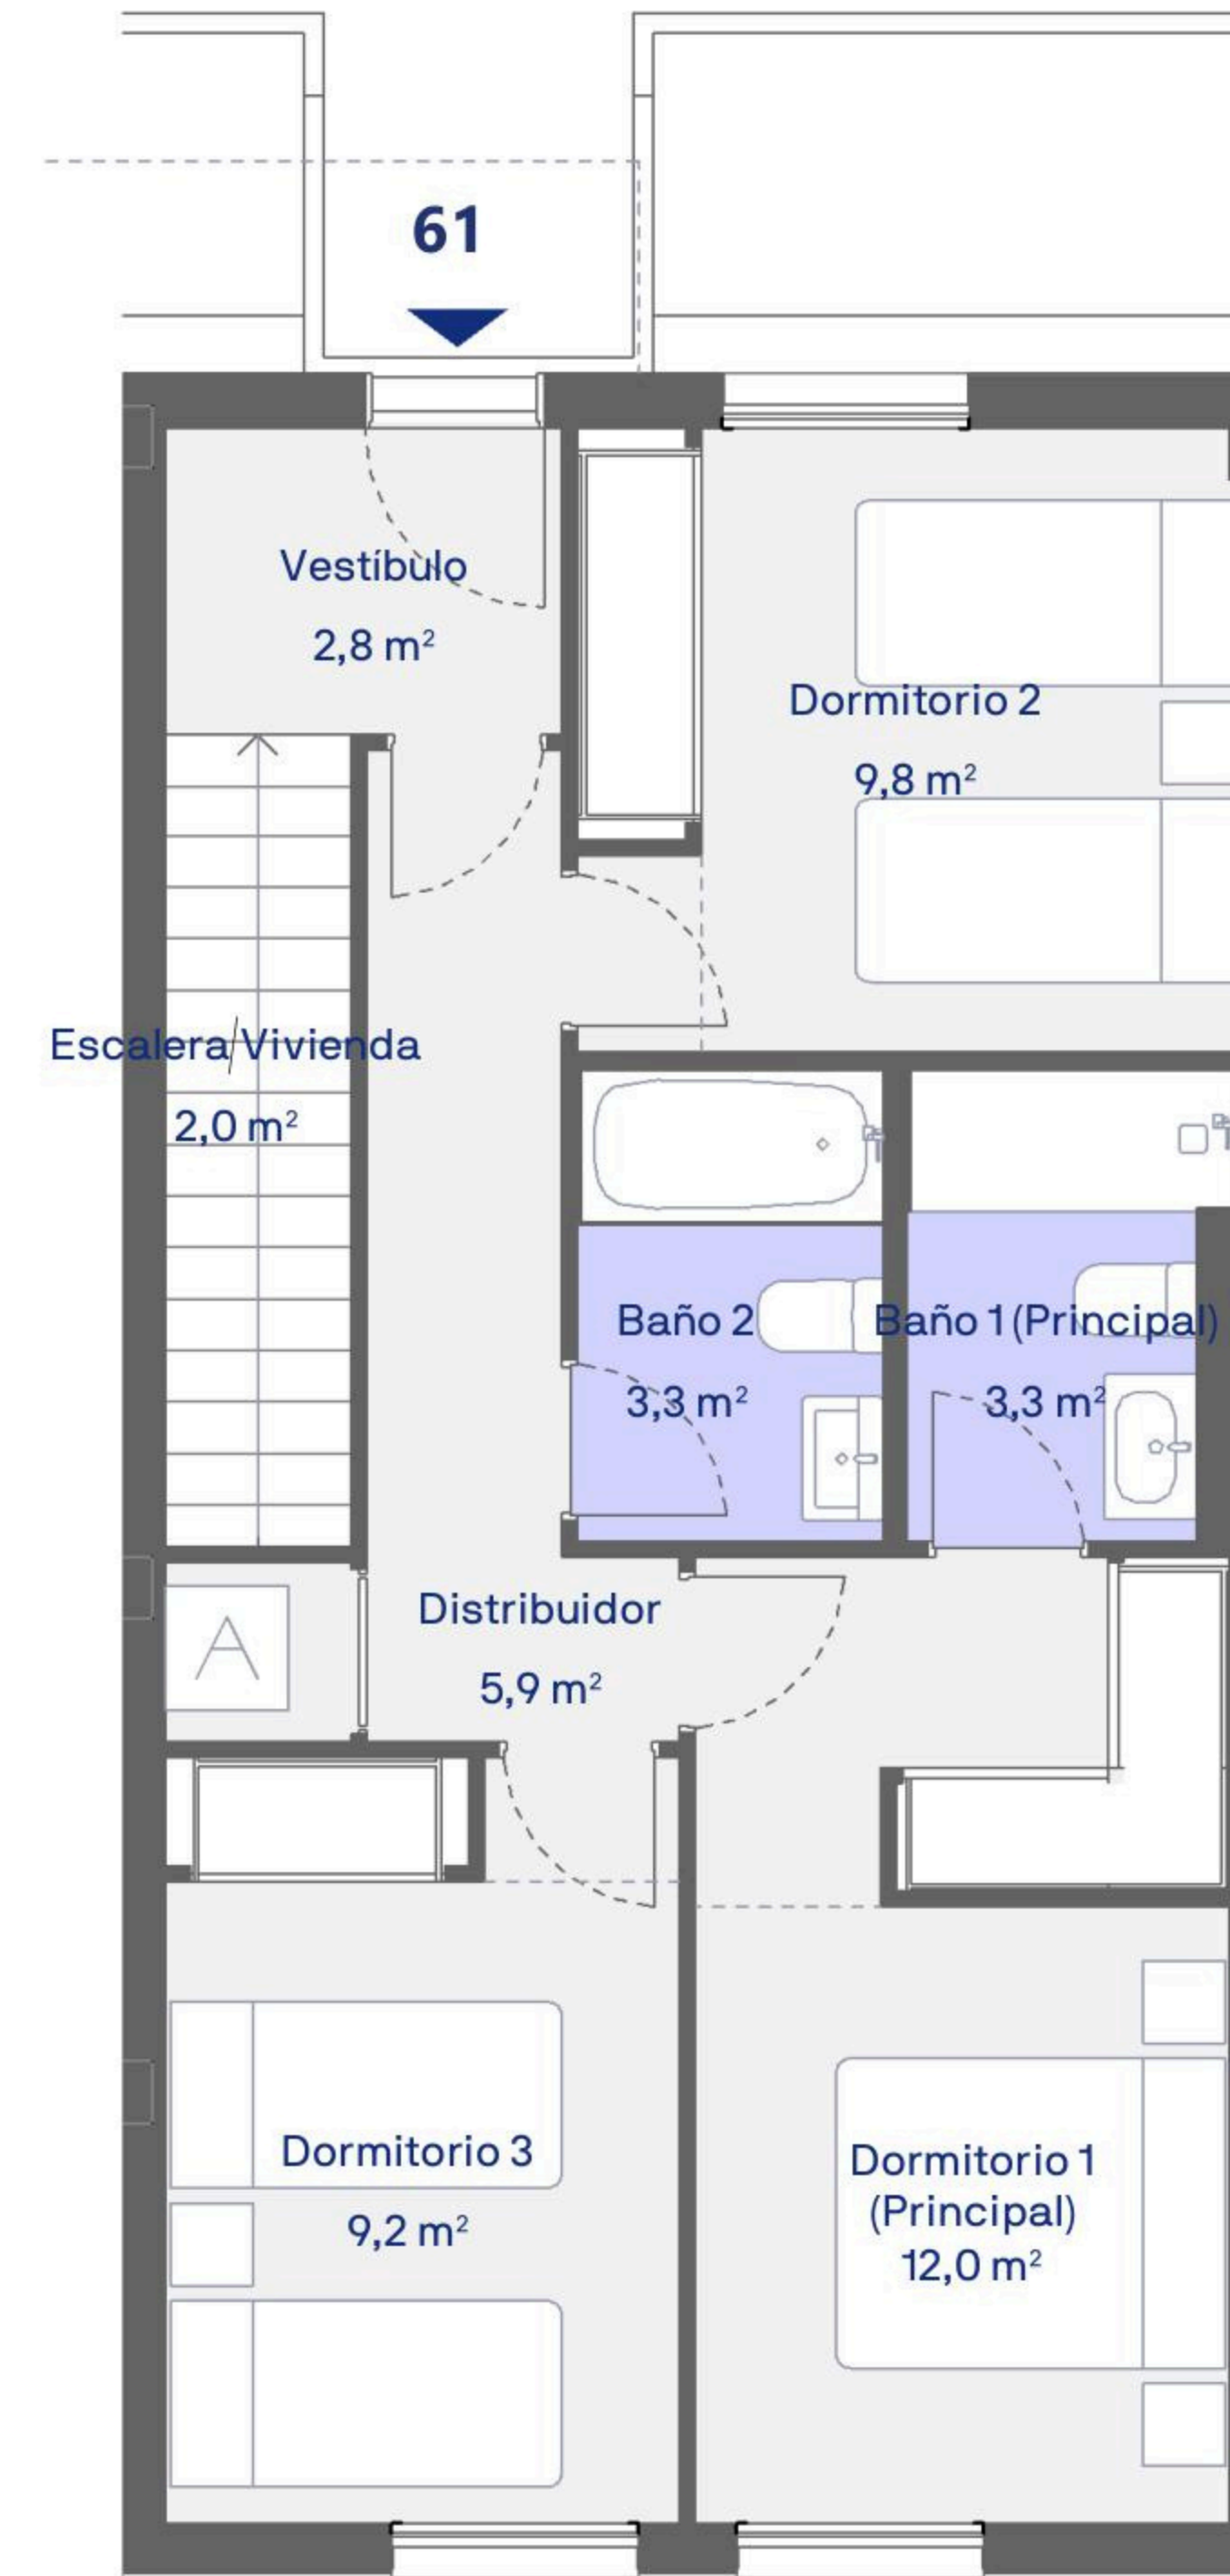 61
Vestíbulo
2,8 m²
Dormitorio 2
9,8 m²
Escalera Vivienda
2,0 m²
Baño 2
3,3 m²
Baño 1 (Principal)
3,3 m²
Distribuidor
5,9 m²
A
Dormitorio 3
9,2 m²
Dormitorio 1
(Principal)
12,0 m²